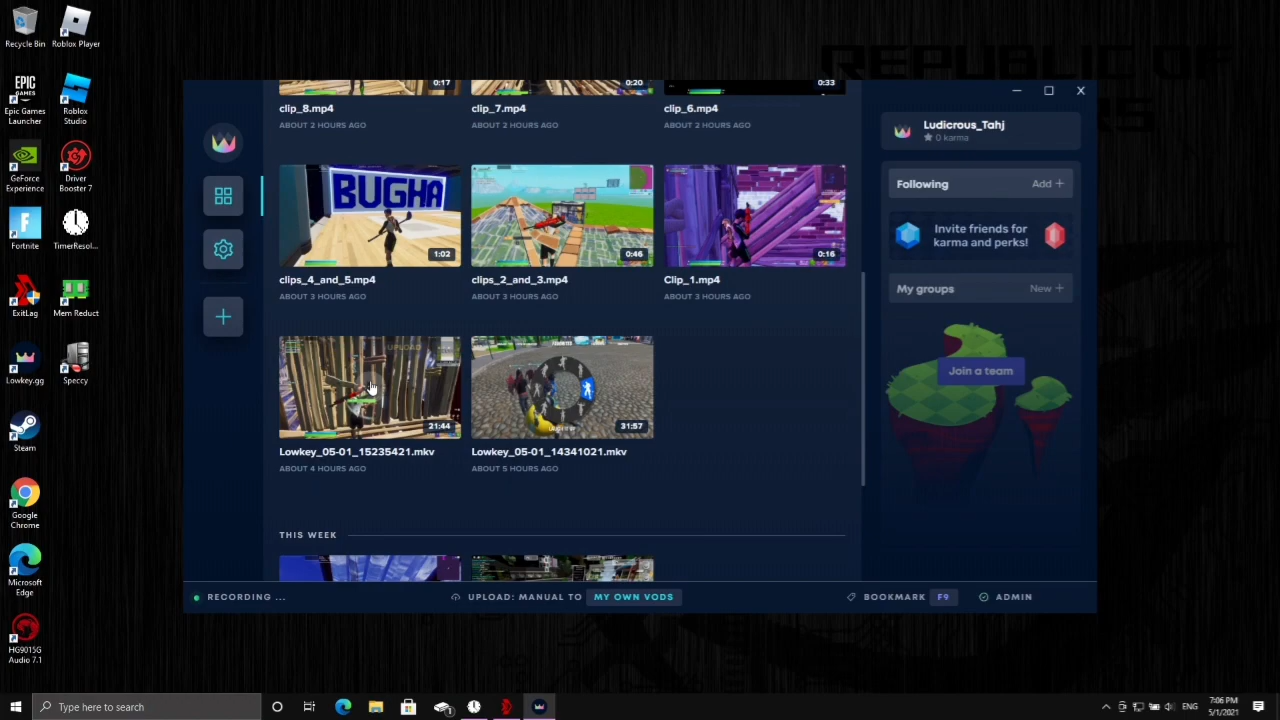 REPUBLIC OF
Recycle Bin
Roblox Player
Epic Games
Launcher
Roblox
Studio
GeForce
Experience
Driver
Booster 7
Fortnite
TimerResol...
ExitLag
Mem Reduct
Lowkey.gg
Speccy
Steam
Google
Chrome
Microsoft
Edge
HG9015G
Audio 7.1
0:17
0:20
0:33
clip_8.mp4
clip_7.mp4
clip_6.mp4
ABOUT 2 HOURS AGO
ABOUT 2 HOURS AGO
ABOUT 2 HOURS AGO
BUGHA
1:02
0:46
0:16
clips_4_and_5.mp4
clips_2_and_3.mp4
Clip_1.mp4
ABOUT 3 HOURS AGO
ABOUT 3 HOURS AGO
ABOUT 3 HOURS AGO
UPLOAD
21:44
31:57
Lowkey_05-01_15235421.mkv
Lowkey_05-01_14341021.mkv
ABOUT 4 HOURS AGO
ABOUT 5 HOURS AGO
THIS WEEK
Ludicrous_Tahj
0 karma
Following
Add +
Invite friends for
karma and perks!
My groups
New +
Join a team
RECORDING ...
UPLOAD: MANUAL TO MY OWN VODS
BOOKMARK F9
ADMIN
Type here to search
ENG
7:06 PM
5/1/2021